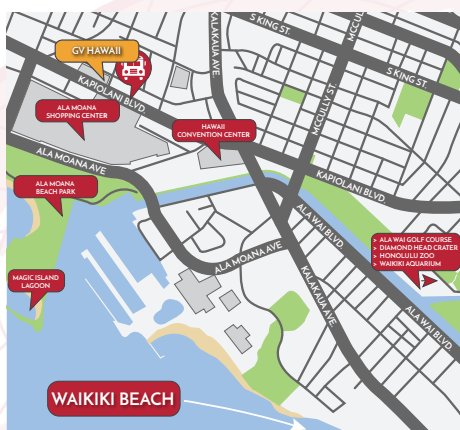 KALAKAUA AVE.
S KING ST.
MCCULLY
GV HAWAII
KAPIOLANI BLVD.
S KING ST.
MCCULLY ST.
ALA MOANA
SHOPPING CENTER
HAWAII
CONVENTION CENTER
ALA MOANA AVE
KAPIOLANI BLVD.
ALA MOANA
BEACH PARK
ALA WAI BLVD.
> ALA WAI GOLF COURSE
> DIAMOND HEAD CRATER
> HONOLULU ZOO
> WAIKIKI AQUARIUM
ALA MOANA AVE
MAGIC ISLAND
LAGOON
KALAKAUA AVE.
ALA WAI BLVD.
WAIKIKI BEACH